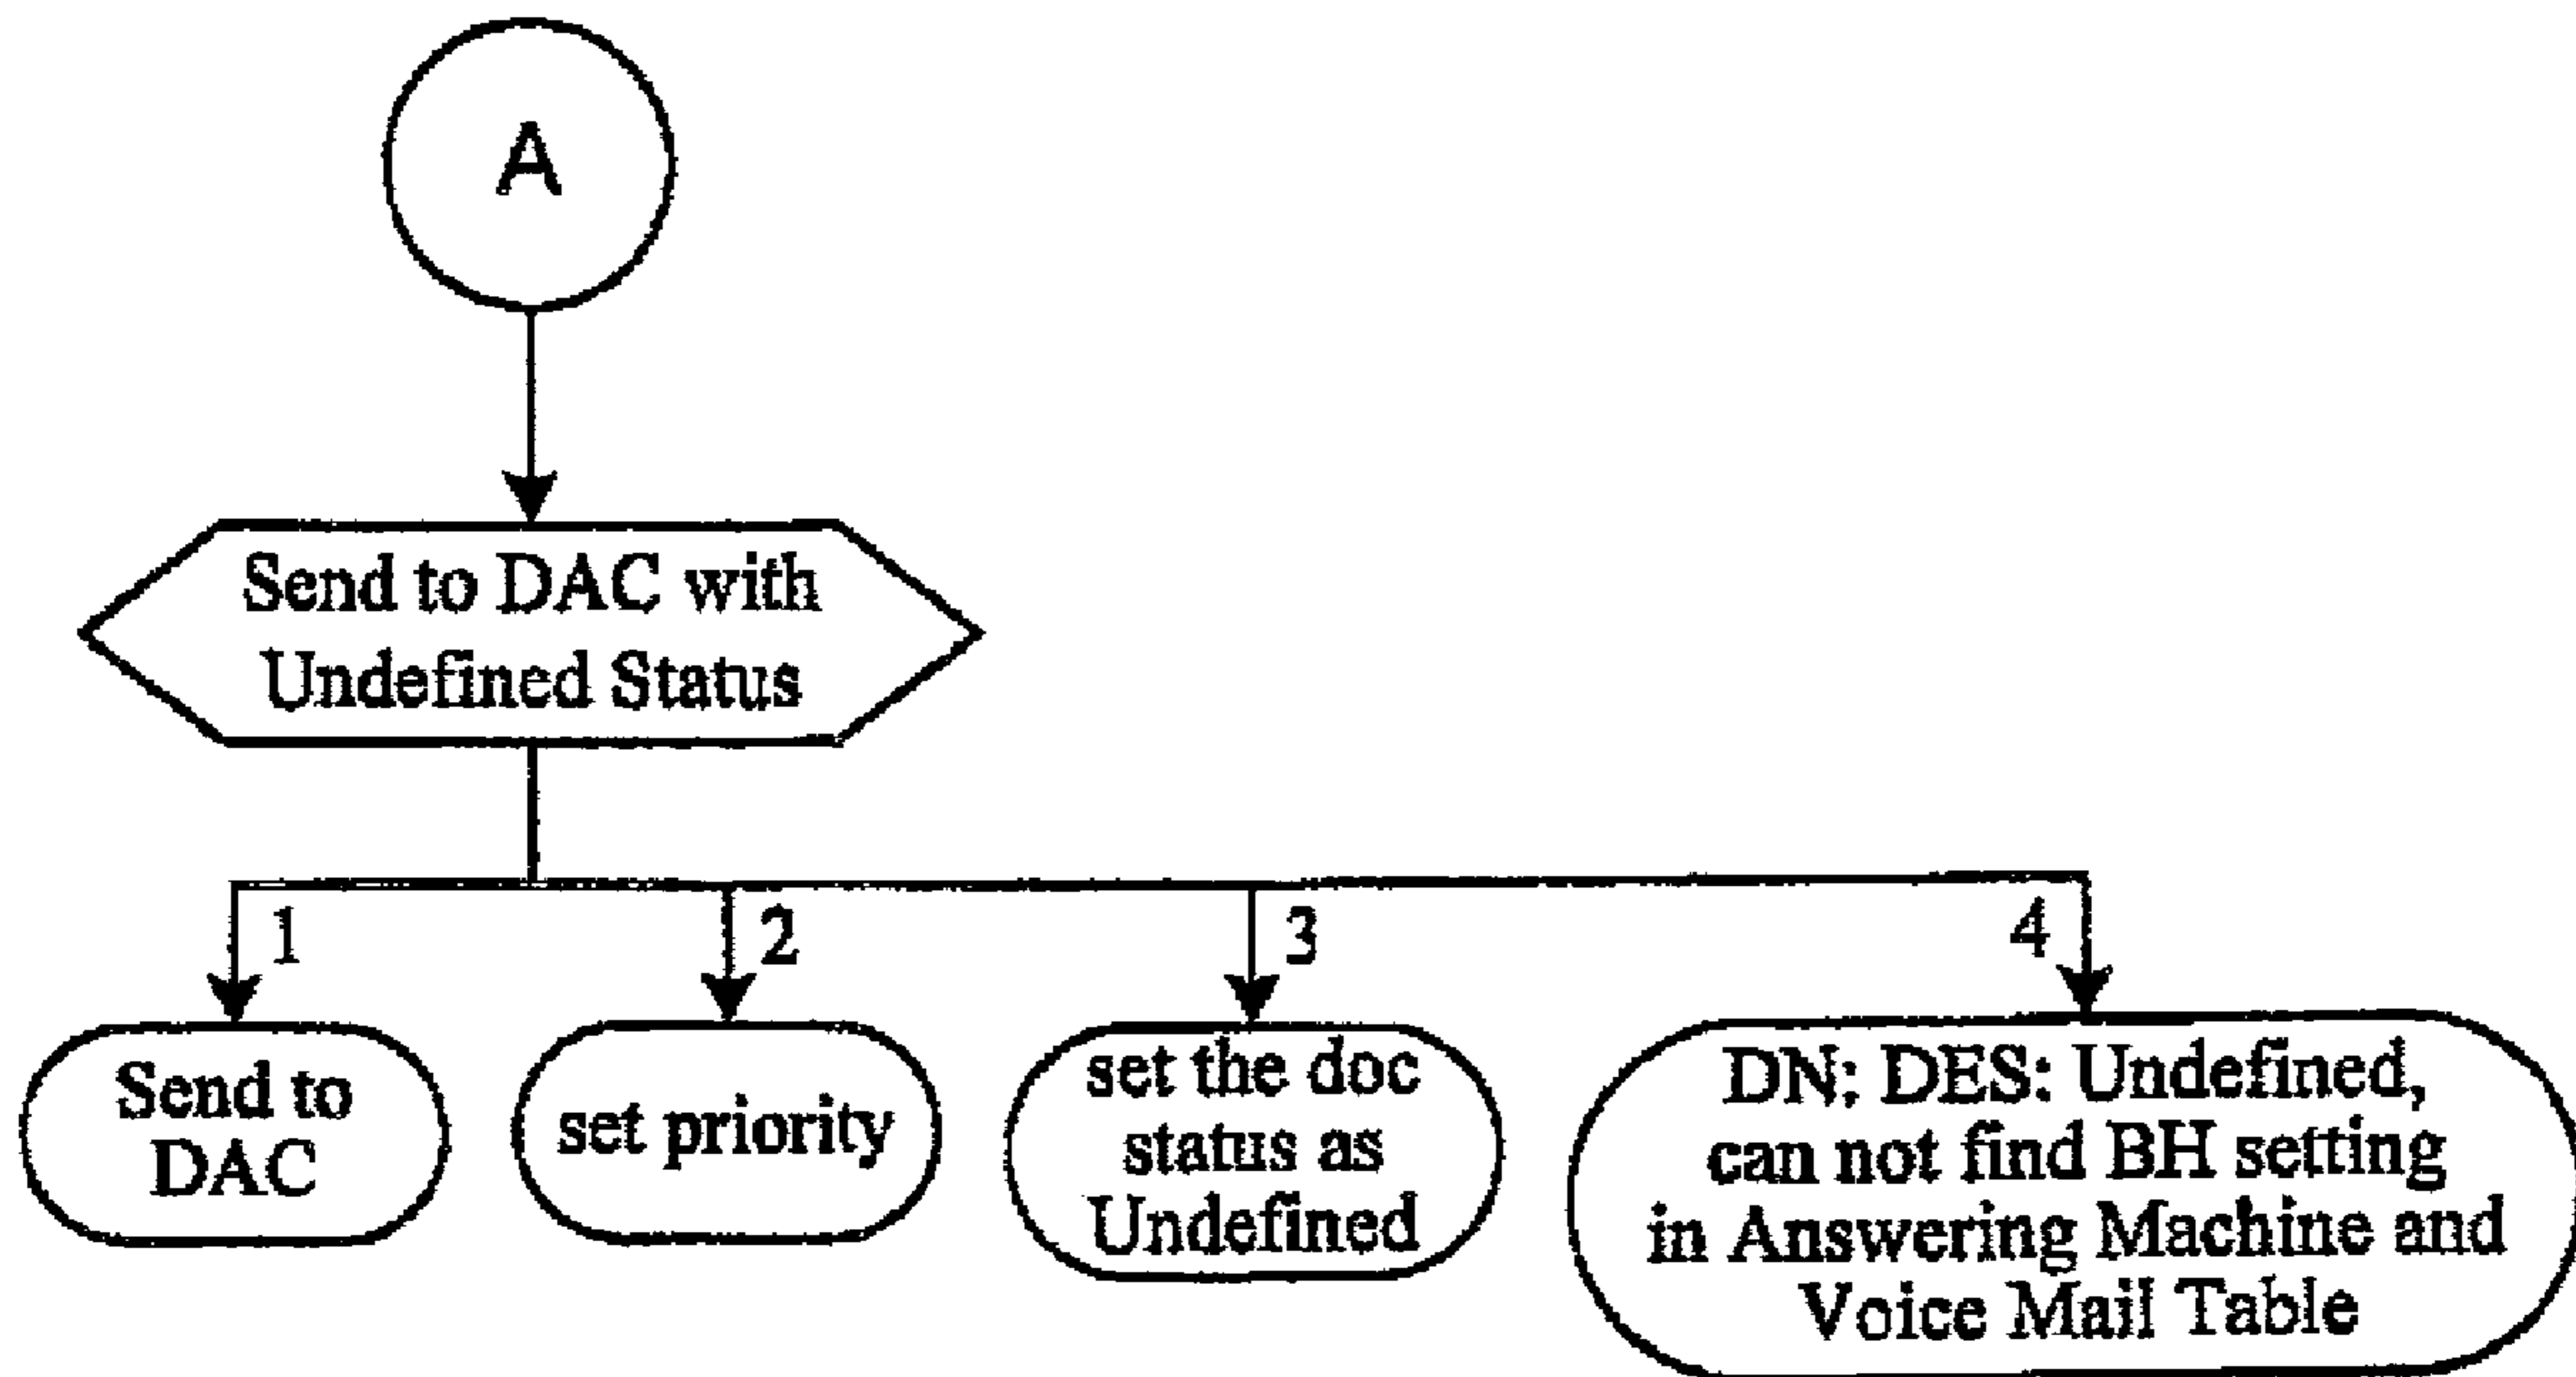 A
Send to DAC with
Undefined Status
1
2
3
4
Send to
DAC
set priority
set the doc
status as
Undefined
DN: DES: Undefined,
can not find BH setting
in Answering Machine and
Voice Mail Table